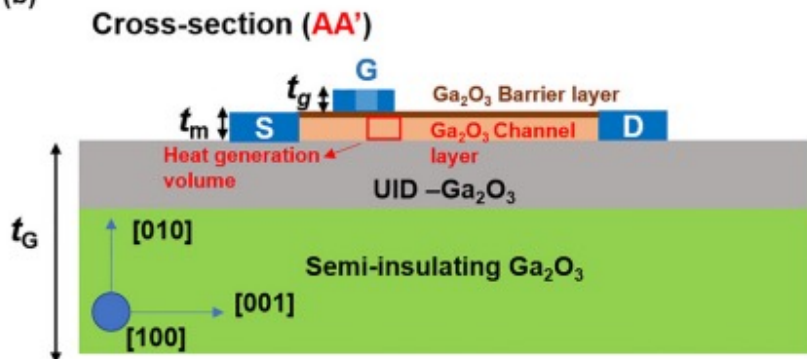 (b)
Cross-section (AA')
G
t_g
Ga₂O₃ Barrier layer
t_m
S
Ga₂O₃ Channel
layer
D
Heat generation
volume
UID –Ga₂O₃
t_G
[010]
Semi-insulating Ga₂O₃
[001]
[100]